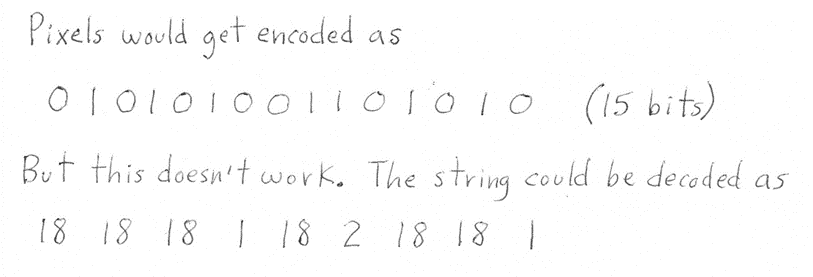 Pixels would get encoded as
0 1 0 1 0 1 0 0 1 1 0 1 0 1 0 (15 bits)
But this doesn't work. The string could be decoded as
18 18 18 1 18 2 18 18 1